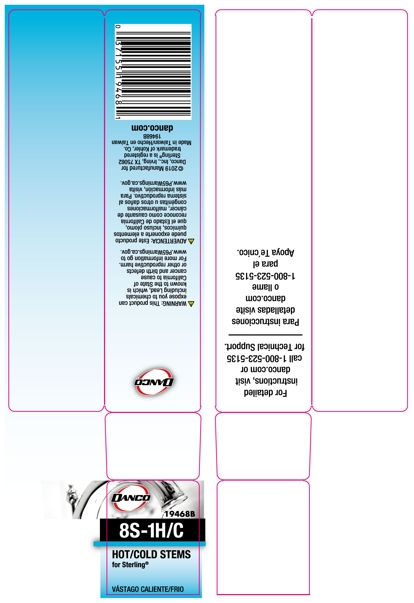 DANCO
19468B
8S-1H/C
HOT/COLD STEMS
for Sterling®
VÁSTAGO CALIENTE/FRIO
DANCO
WARNING: This product can
expose you to chemicals
including Lead, which is
known to the State of
California to cause
cancer and birth defects
or other reproductive harm.
For more information go to
www.P65Warnings.ca.gov.
ADVERTENCIA: Este producto
puede exponerte a elementos
químicos, incluso plomo,
que el Estado de California
reconoce como causante de
cáncer, malformaciones
congénitas u otros daños al
sistema reproductivo. Para
más información, visita
www.P65Warnings.ca.gov.
© 2019 Manufactured for
Danco, Inc., Irving, TX 75062
Sterling® is a registered
trademark of Kohler, Co.
Made in Taiwan/Hecho en Taiwan
19468B
danco.com
0 37155 19468 1
For detailed
instructions, visit
danco.com or
call 1-800-523-5135
for Technical Support.
Para instrucciones
detalladas visite
danco.com
o llame
1-800-523-5135
para el
Apoya Técnico.